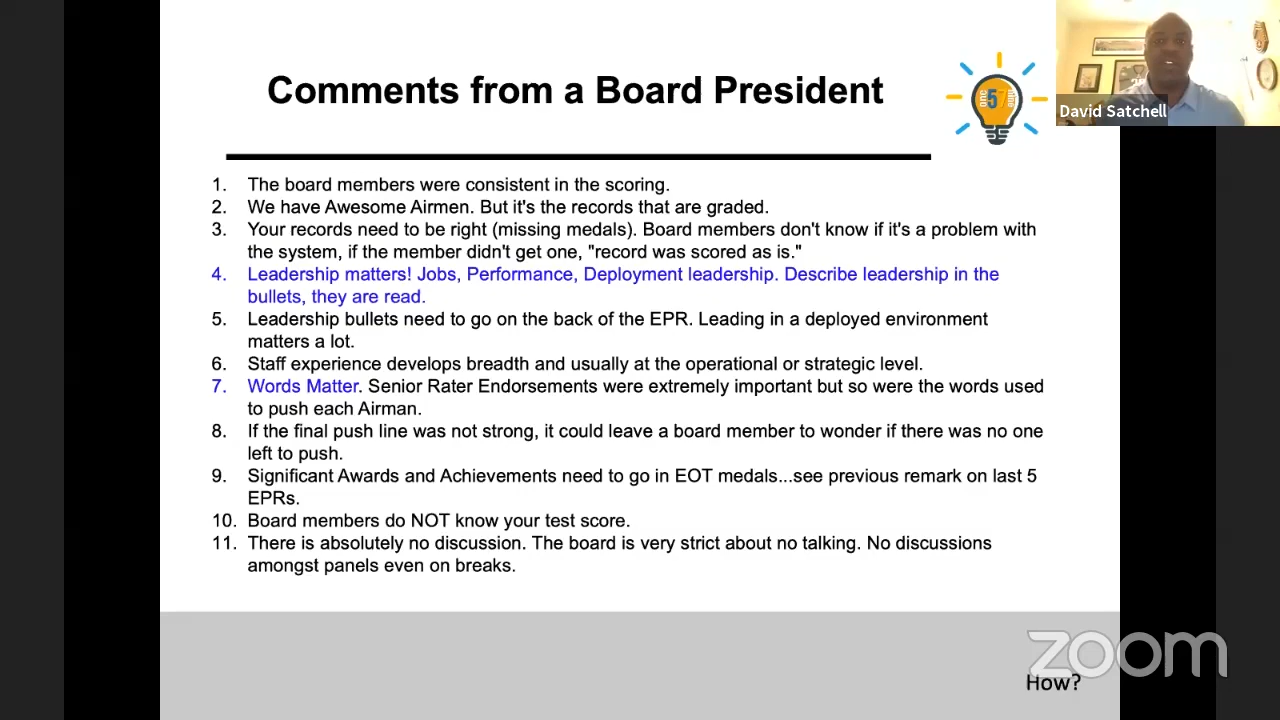 Comments from a Board President
David Satchell
1. The board members were consistent in the scoring.
2. We have Awesome Airmen. But it's the records that are graded.
3. Your records need to be right (missing medals). Board members don't know if it's a problem with
the system, if the member didn't get one, "record was scored as is."
4. Leadership matters! Jobs, Performance, Deployment leadership. Describe leadership in the
bullets, they are read.
5. Leadership bullets need to go on the back of the EPR. Leading in a deployed environment
matters a lot.
6. Staff experience develops breadth and usually at the operational or strategic level.
7. Words Matter. Senior Rater Endorsements were extremely important but so were the words used
to push each Airman.
8. If the final push line was not strong, it could leave a board member to wonder if there was no one
left to push.
9. Significant Awards and Achievements need to go in EOT medals...see previous remark on last 5
EPRs.
10. Board members do NOT know your test score.
11. There is absolutely no discussion. The board is very strict about no talking. No discussions
amongst panels even on breaks.
zoom
How?